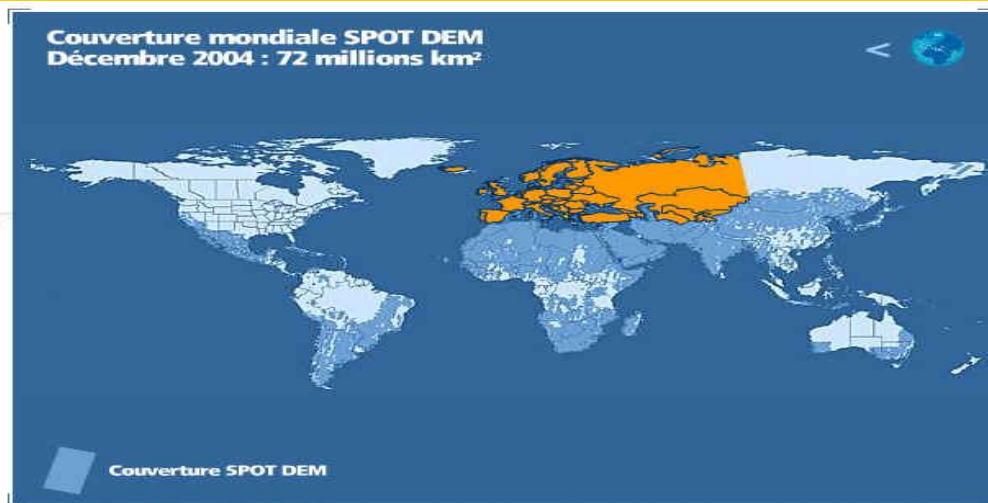 Couverture mondiale SPOT DEM
Décembre 2004 : 72 millions km²
<
Couverture SPOT DEM